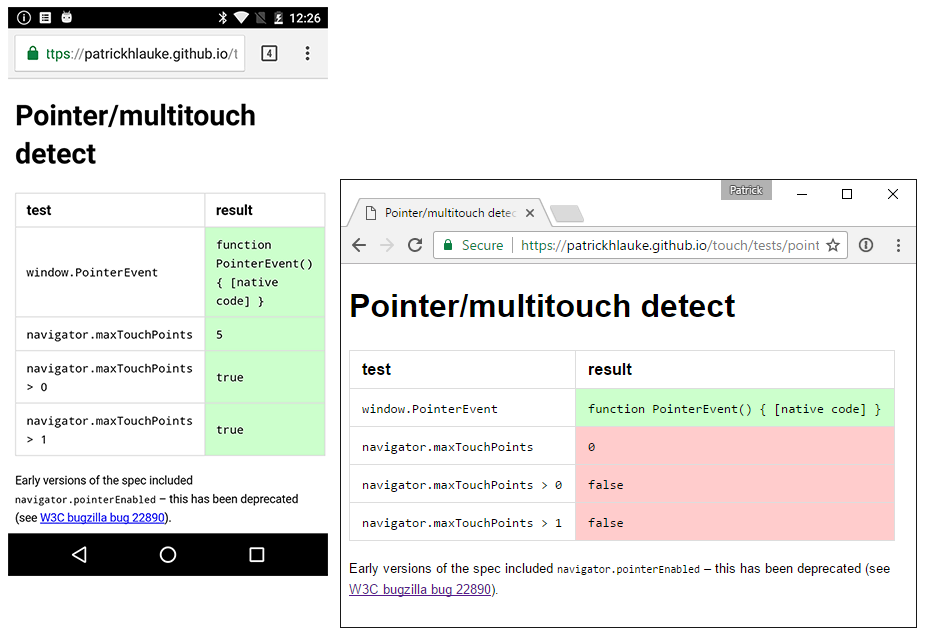 12:26
ttps://patrickhlauke.github.io/t
4
Pointer/multitouch
detect
test result
window.PointerEvent function
PointerEvent()
{ [native
code] }
navigator.maxTouchPoints 5
navigator.maxTouchPoints
> 0 true
navigator.maxTouchPoints
> 1 true
Early versions of the spec included
navigator.pointerEnabled – this has been deprecated
(see W3C bugzilla bug 22890).
Patrick
Pointer/multitouch detec
Secure https://patrickhlauke.github.io/touch/tests/point
Pointer/multitouch detect
test result
window.PointerEvent function PointerEvent() { [native code] }
navigator.maxTouchPoints 0
navigator.maxTouchPoints > 0 false
navigator.maxTouchPoints > 1 false
Early versions of the spec included navigator.pointerEnabled – this has been deprecated (see
W3C bugzilla bug 22890).